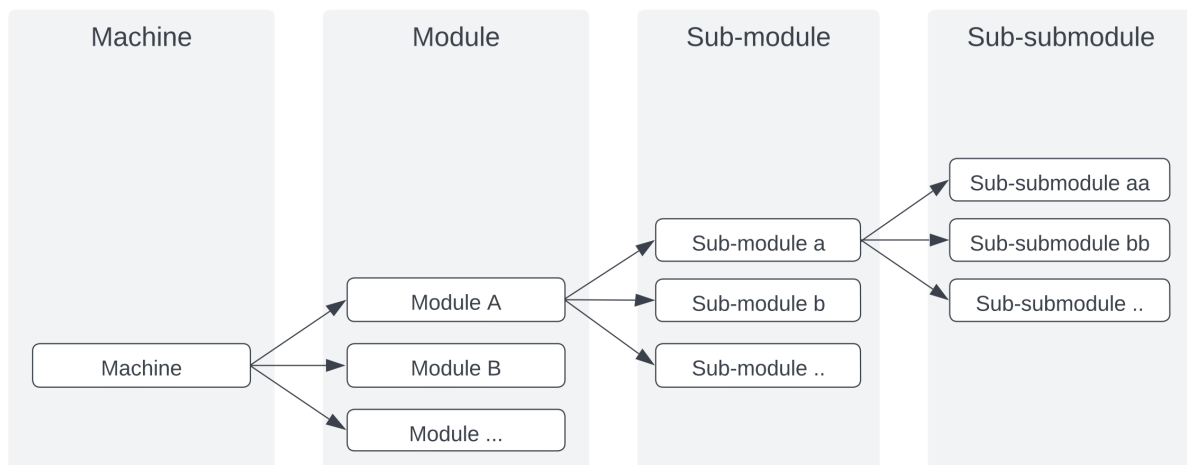 Machine
Module
Sub-module
Sub-submodule
Machine
Module A
Module B
Module ...
Sub-module a
Sub-module b
Sub-module ..
Sub-submodule aa
Sub-submodule bb
Sub-submodule ..